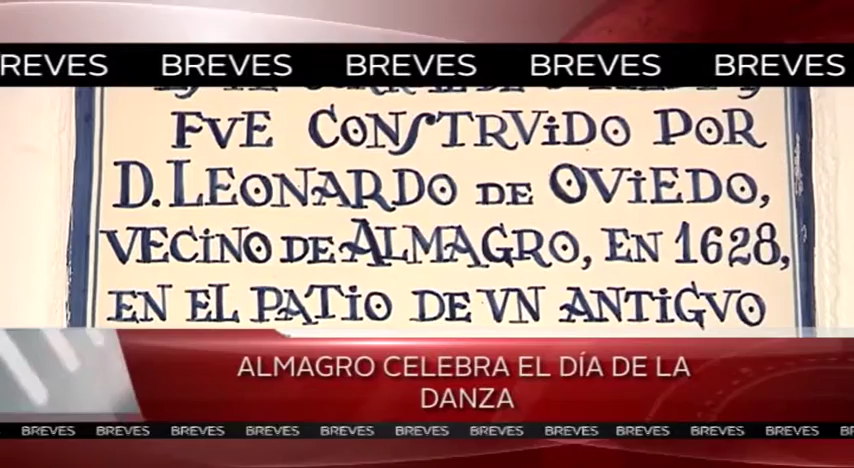 REVES BREVES BREVES BREVES BREVES
FVE CONSTRVIDO POR
D. LEONARDO DE OVIEDO,
VECINO DE ALMAGRO, EN 1628,
EN EL PATIO DE VN ANTIGVO
ALMAGRO CELEBRA EL DÍA DE LA
DANZA
BREVES BREVES BREVES BREVES BREVES BREVES BREVES BREVES BREVES BREVES BREVES